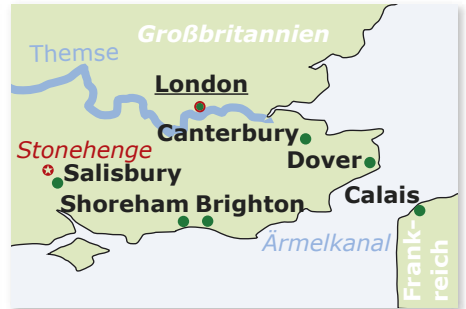 Großbritannien
Themse
London
Canterbury
Stonehenge
Dover
Salisbury
Shoreham Brighton
Calais
Ärmelkanal
Frank-
reich